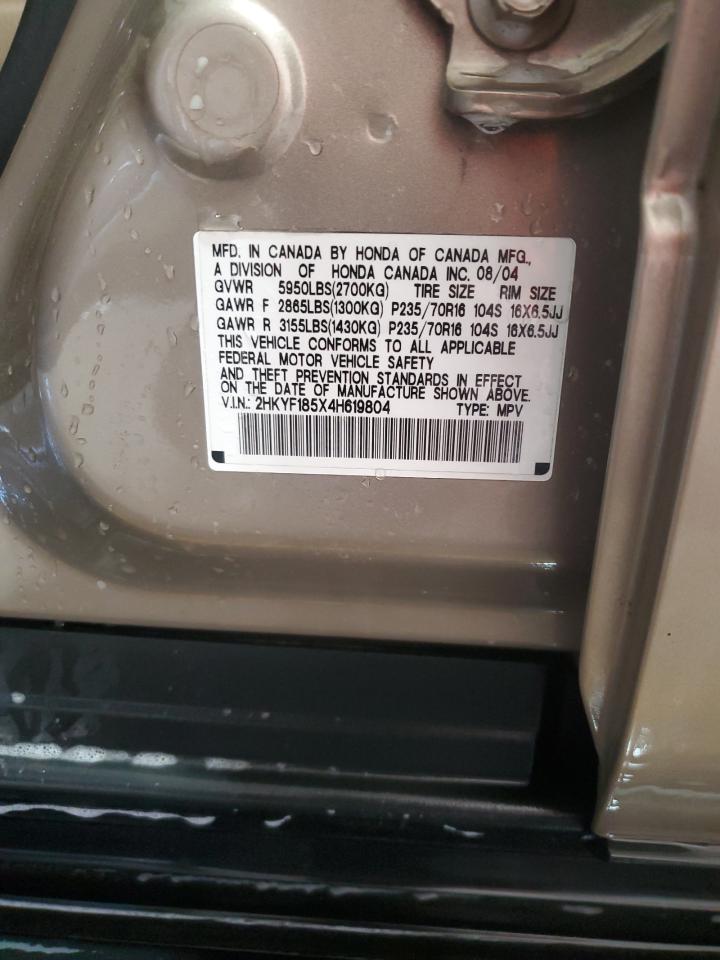 MFD. IN CANADA BY HONDA OF CANADA MFG.,
A DIVISION OF HONDA CANADA INC. 08/04
GVWR 5950LBS(2700KG) TIRE SIZE RIM SIZE
GAWR F 2865LBS(1300KG) P235/70R16 104S 16X6.5JJ
GAWR R 3155LBS(1430KG) P235/70R16 104S 16X6.5JJ
THIS VEHICLE CONFORMS TO ALL APPLICABLE
FEDERAL MOTOR VEHICLE SAFETY
AND THEFT PREVENTION STANDARDS IN EFFECT
ON THE DATE OF MANUFACTURE SHOWN ABOVE.
V.I.N.: 2HKYF185X4H619804 TYPE: MPV